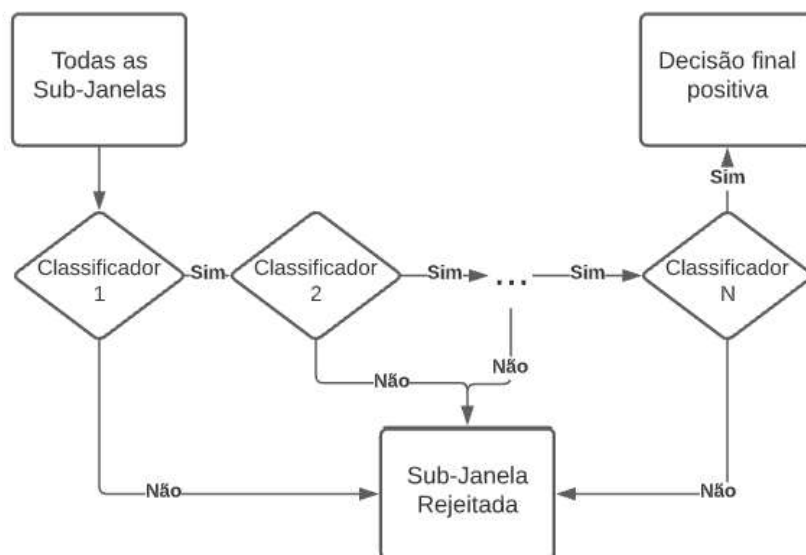 Todas as
Sub-Janelas
Decisão final
positiva
Sim
Classificador
1
Sim
Classificador
2
Sim
...
Sim
Classificador
N
Não
Não
Sub-Janela
Rejeitada
Não
Não